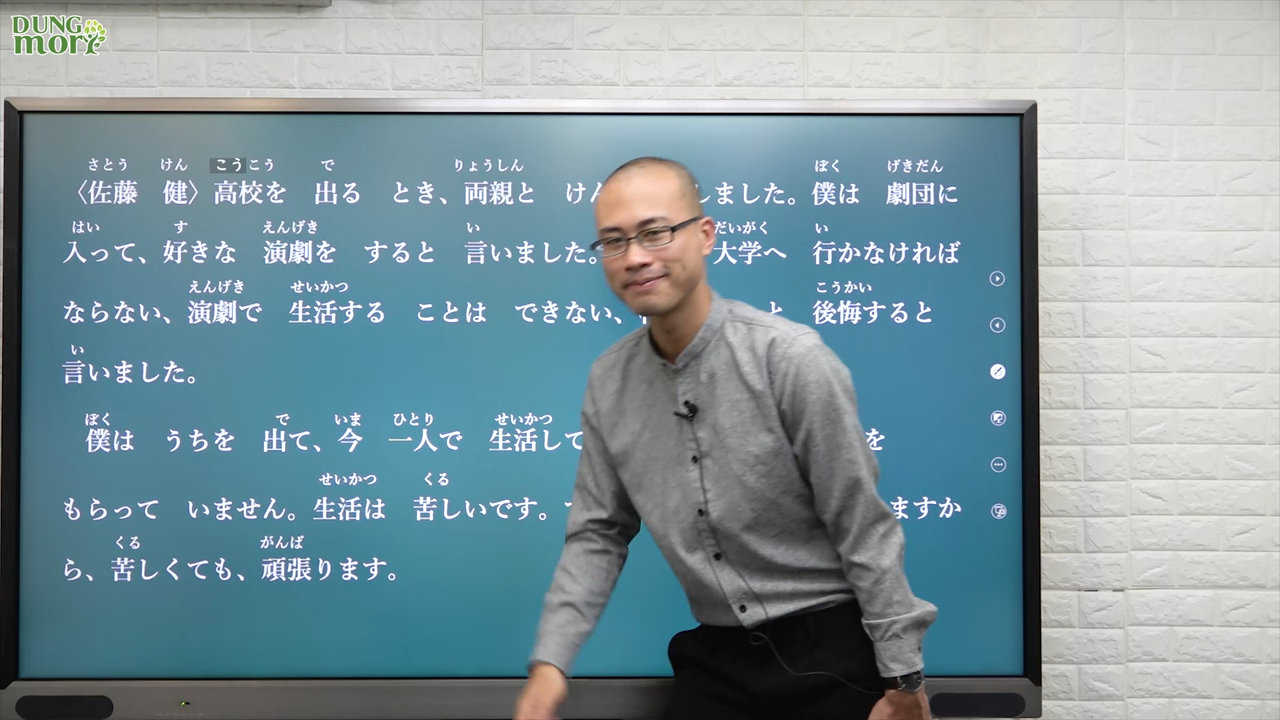 DUNG
mori
さとう けん こうこう で りょうしん ぼく げきだん
〈佐藤 健〉高校を 出る とき、両親と けん しました。僕は 劇団に
はい す えんげき い だいがく い
入って、好きな 演劇を すると 言いました。 大学へ 行かなければ
えんげき せいかつ こうかい
ならない、演劇で 生活する ことは できない、 と 後悔すると
い
言いました。
ぼく で いま ひとり せいかつ
僕は うちを 出て、今 一人で 生活して を
せいかつ くる
もらって いません。生活は 苦しいです。 ますか
くる がんば
ら、苦しくても、頑張ります。